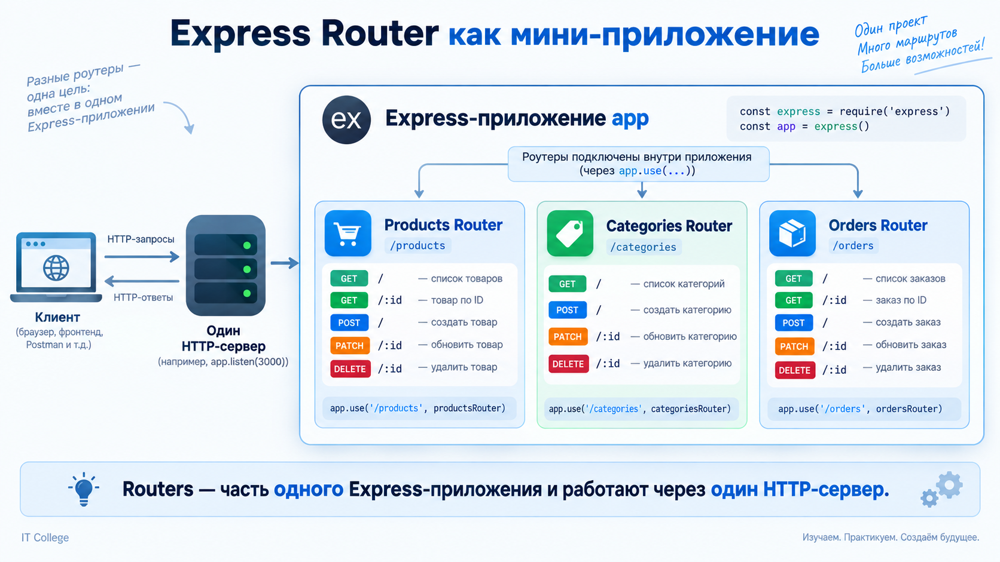 Express Router как мини-приложение
Один проект
Много маршрутов
Больше возможностей!
Разные роутеры —
одна цель:
вместе в одном
Express-приложении
ex
Express-приложение app
const express = require('express')
const app = express()
Роутеры подключены внутри приложения
(через app.use(...))
HTTP-запросы
HTTP-ответы
Клиент
(браузер, фронтенд,
Postman и т.д.)
Один
HTTP-сервер
(например, app.listen(3000))
Products Router
/products
GET / — список товаров
GET /:id — товар по ID
POST / — создать товар
PATCH /:id — обновить товар
DELETE /:id — удалить товар
app.use('/products', productsRouter)
Categories Router
/categories
GET / — список категорий
POST / — создать категорию
PATCH /:id — обновить категорию
DELETE /:id — удалить категорию
app.use('/categories', categoriesRouter)
Orders Router
/orders
GET / — список заказов
GET /:id — заказ по ID
POST / — создать заказ
PATCH /:id — обновить заказ
DELETE /:id — удалить заказ
app.use('/orders', ordersRouter)
Routers — часть одного Express-приложения и работают через один HTTP-сервер.
IT College
Изучаем. Практикуем. Создаём будущее.